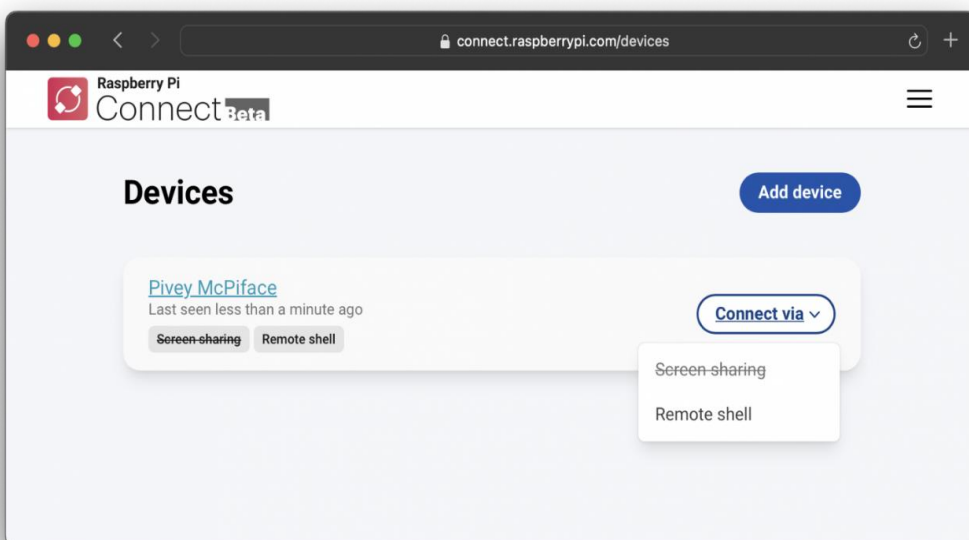 connect.raspberrypi.com/devices
Raspberry Pi
Connect Beta
Devices
Add device
Pivey McPiface
Last seen less than a minute ago
Connect via
Screen sharing Remote shell
Screen sharing
Remote shell